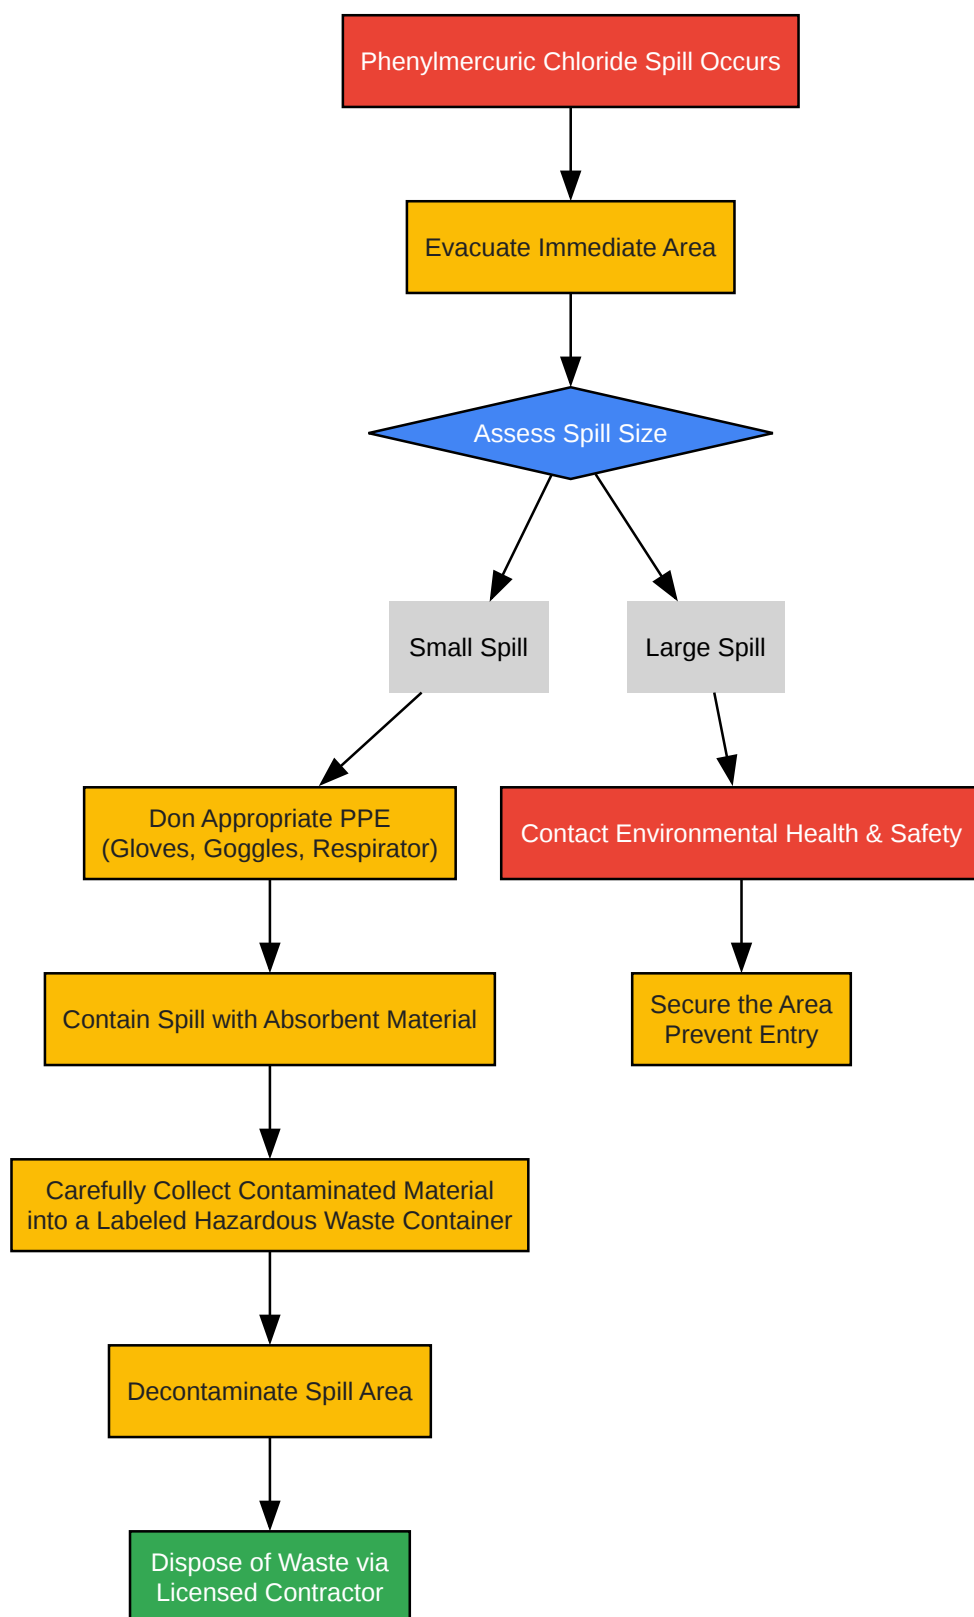 Phenylmercuric Chloride Spill Occurs
Evacuate Immediate Area
Assess Spill Size
Small Spill
Large Spill
Don Appropriate PPE
(Gloves, Goggles, Respirator)
Contact Environmental Health & Safety
Contain Spill with Absorbent Material
Secure the Area
Prevent Entry
Carefully Collect Contaminated Material
into a Labeled Hazardous Waste Container
Decontaminate Spill Area
Dispose of Waste via
Licensed Contractor